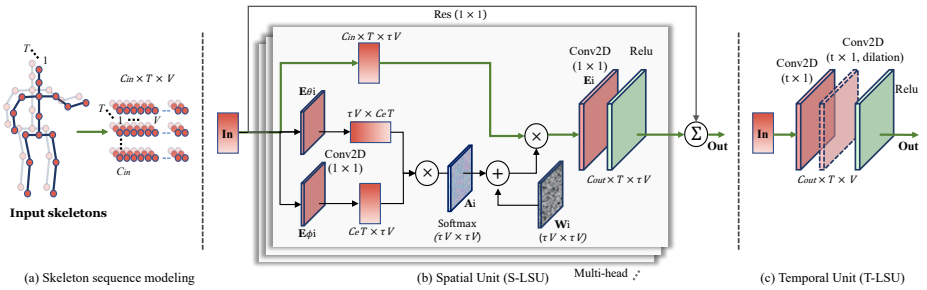 T
1
Cin × T × V
T
1
V
Cin
Input skeletons
(a) Skeleton sequence modeling
Res (1 × 1)
In
Cin × T × τV
Eθi
τV × CeT
Conv2D
(1 × 1)
Eϕi
CeT × τV
Ai
Softmax
(τV × τV)
Wi
(τV × τV)
Conv2D
(1 × 1)
Ei
Relu
Cout × T × τV
Σ
Out
Multi-head
(b) Spatial Unit (S-LSU)
In
Conv2D
(t × 1)
Conv2D
(t × 1, dilation)
Relu
Cout × T × V
Out
(c) Temporal Unit (T-LSU)